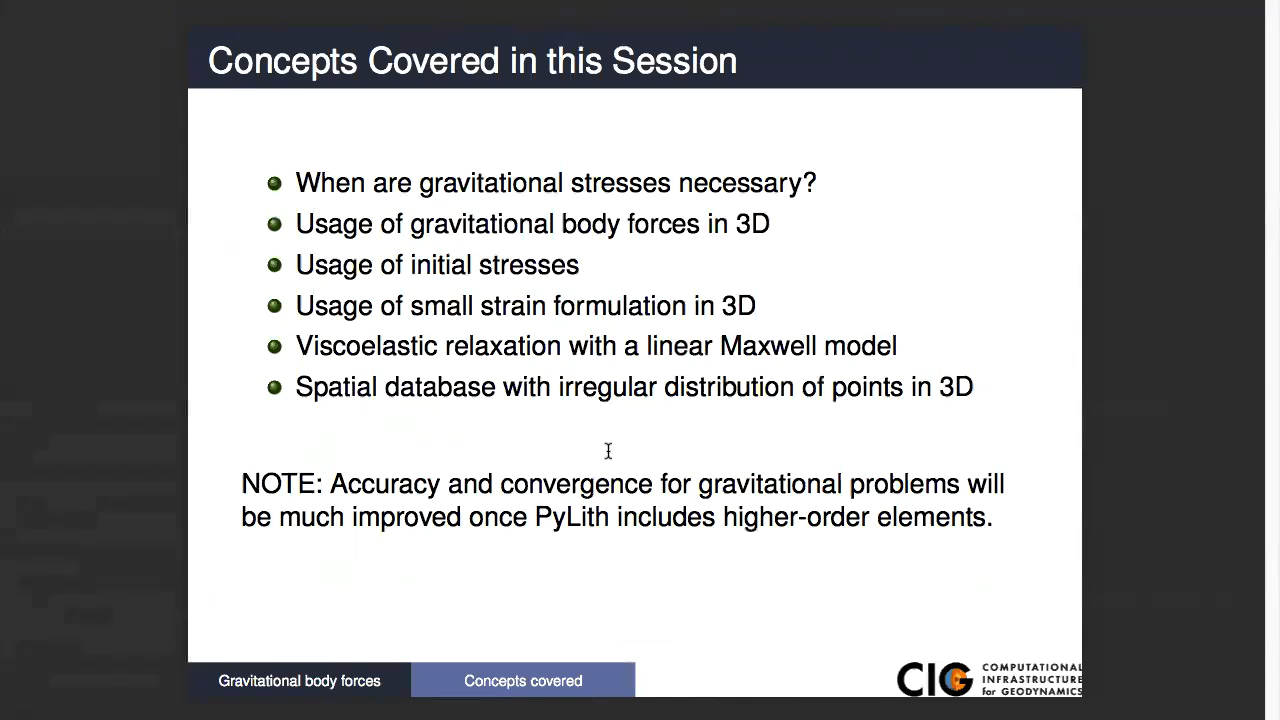 Concepts Covered in this Session
When are gravitational stresses necessary?
Usage of gravitational body forces in 3D
Usage of initial stresses
Usage of small strain formulation in 3D
Viscoelastic relaxation with a linear Maxwell model
Spatial database with irregular distribution of points in 3D
NOTE: Accuracy and convergence for gravitational problems will
be much improved once PyLith includes higher-order elements.
Gravitational body forces
Concepts covered
CIG
COMPUTATIONAL
INFRASTRUCTURE
for GEODYNAMICS